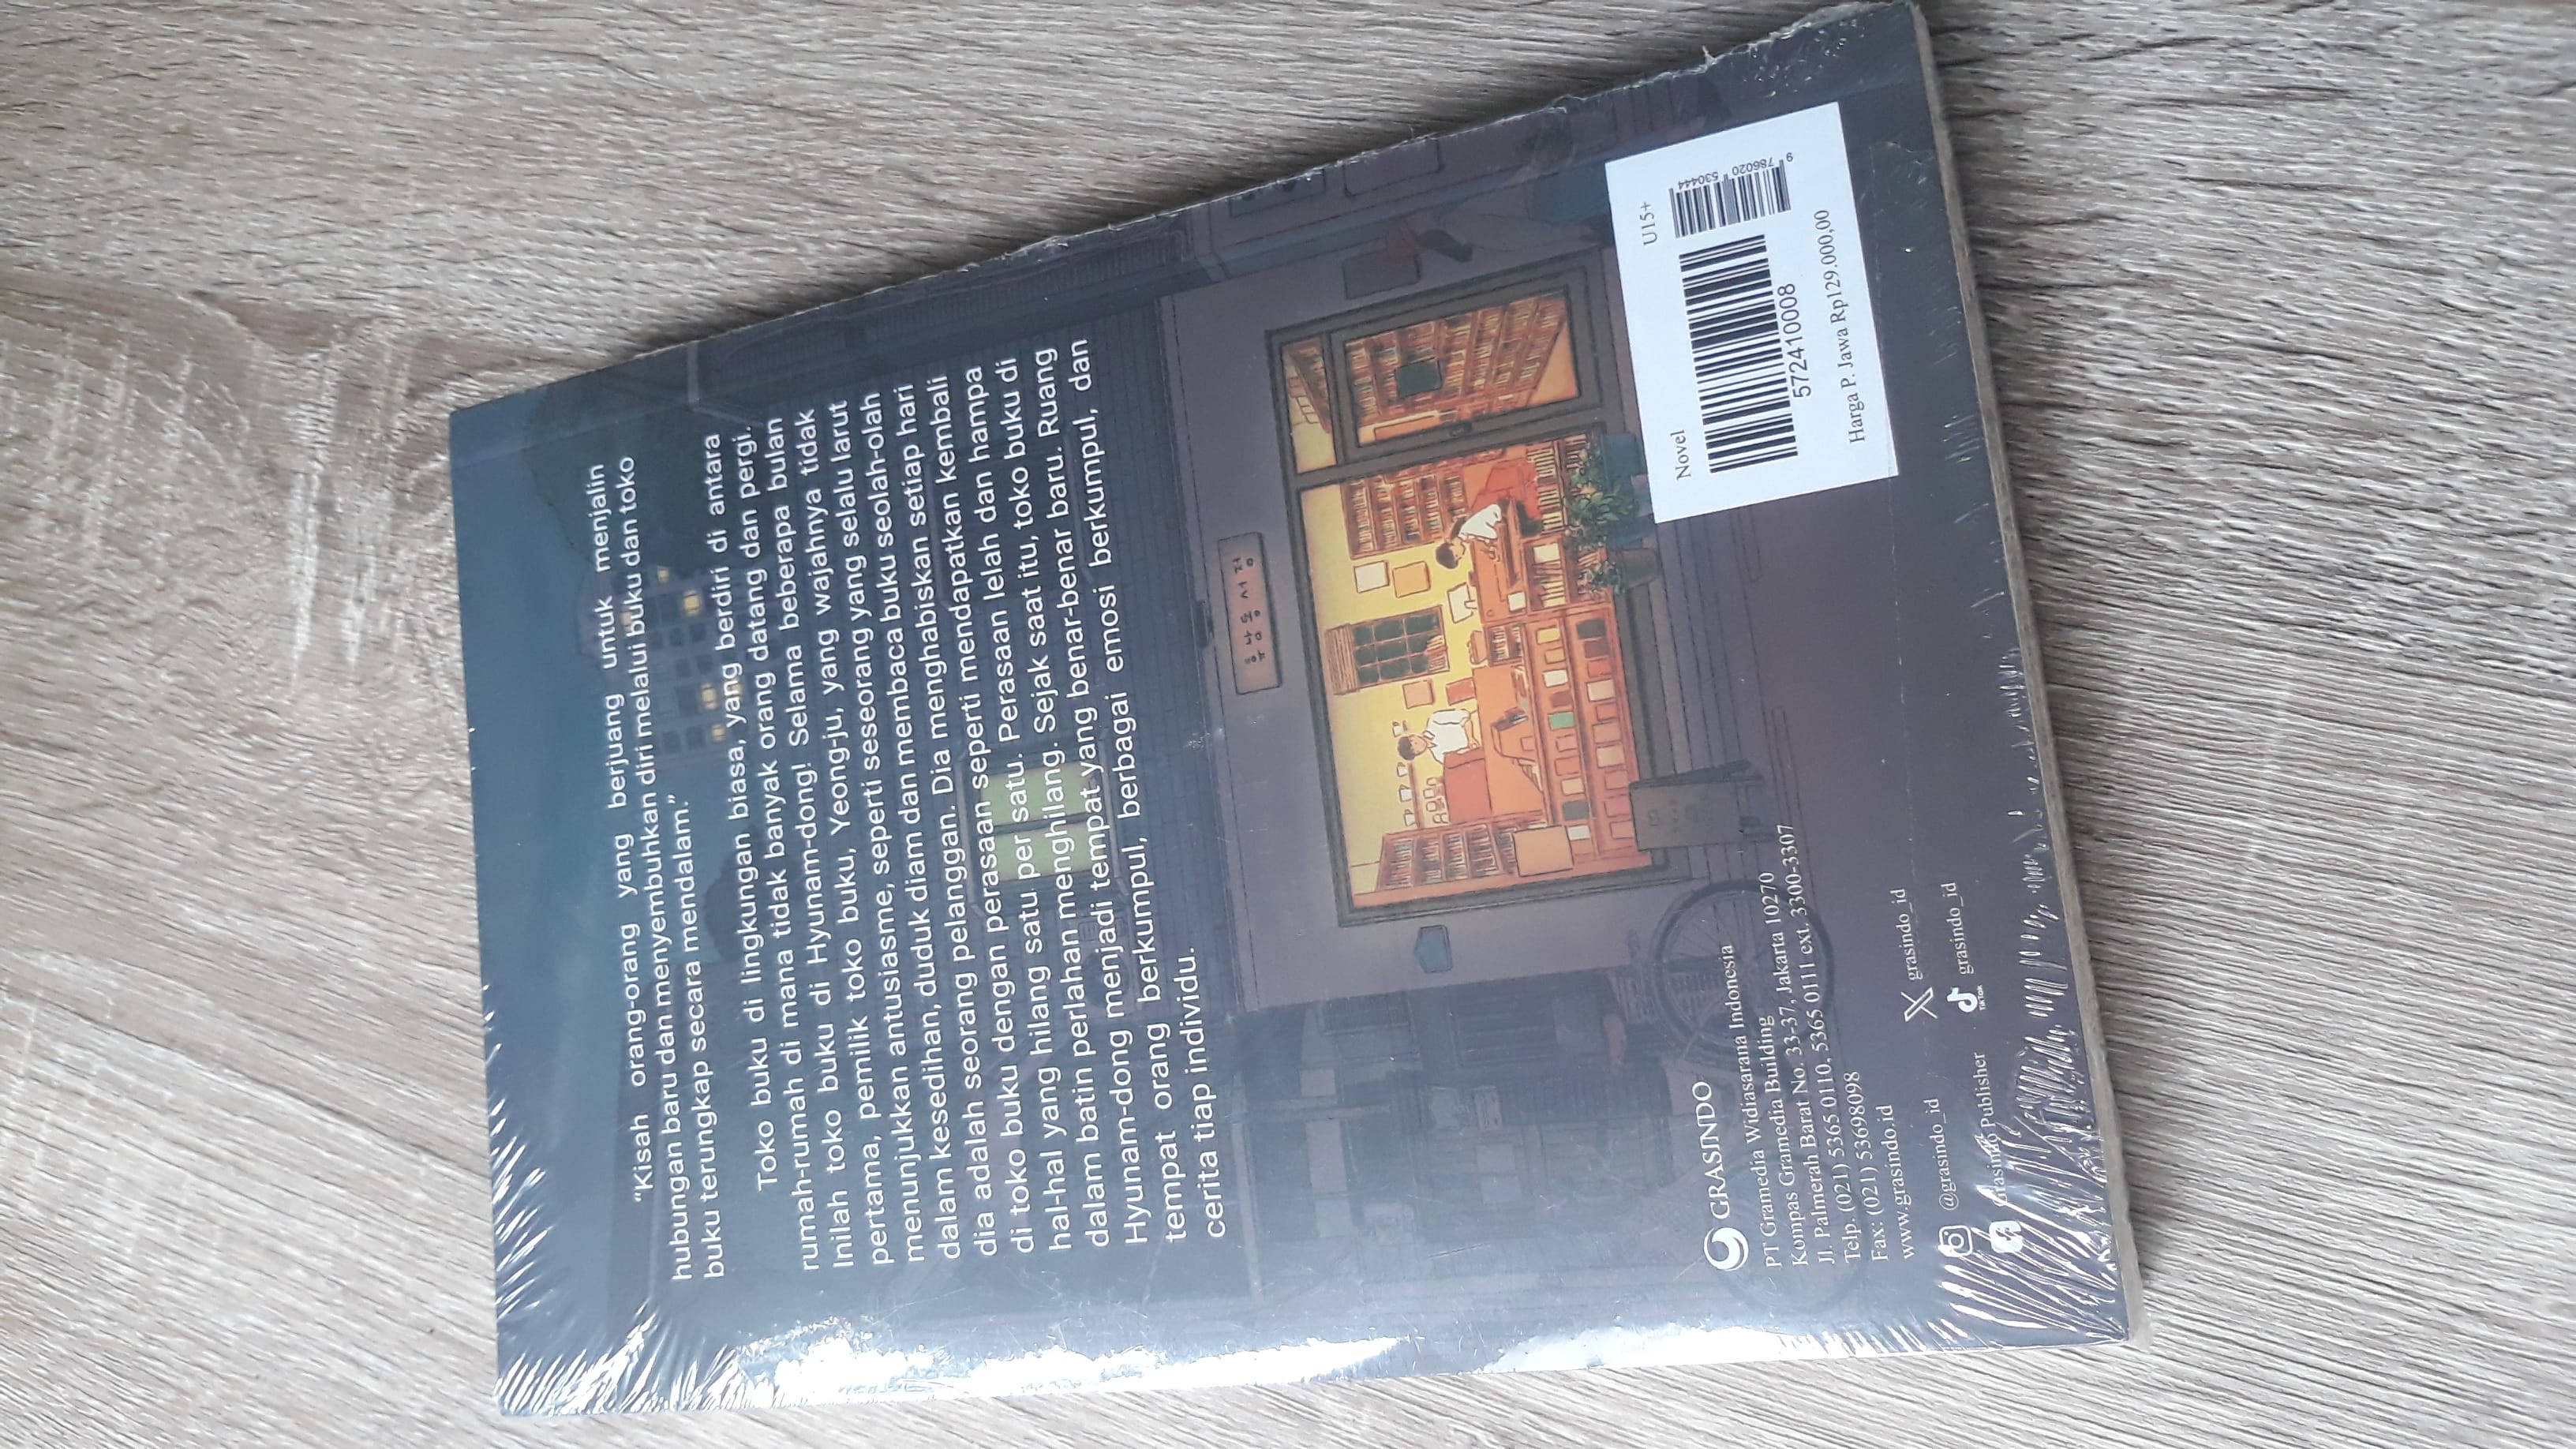 “Kisah orang-orang yang berjuang untuk menjalin
hubungan baru dan menyembuhkan diri melalui buku dan toko
buku terungkap secara mendalam.”
Toko buku di lingkungan biasa, yang berdiri di antara
rumah-rumah di mana tidak banyak orang datang dan pergi.
Inilah toko buku di Hyunam-dong! Selama beberapa bulan
pertama, pemilik toko buku, Yeong-ju, yang wajahnya tidak
menunjukkan antusiasme, seperti seseorang yang selalu larut
dalam kesedihan, duduk diam dan membaca buku seolah-olah
dia adalah seorang pelanggan. Dia menghabiskan setiap hari
di toko buku dengan perasaan seperti mendapatkan kembali
hal-hal yang hilang satu per satu. Perasaan lelah dan hampa
dalam batin perlahan menghilang. Sejak saat itu, toko buku di
Hyunam-dong menjadi tempat yang benar-benar baru. Ruang
tempat orang berkumpul, berbagai emosi berkumpul, dan
cerita tiap individu.
휴남동 서점
GRASINDO
PT Gramedia Widiasarana Indonesia
Kompas Gramedia Building
Jl. Palmerah Barat No. 33-37, Jakarta 10270
Telp. (021) 5365 0110, 5365 0111 ext. 3300-3307
Fax: (021) 53698098
www.grasindo.id
@grasindo_id
grasindo_id
Grasindo Publisher
TikTok
grasindo_id
Novel
U15+
572410008
9 786020 530444
Harga P. Jawa Rp129.000,00